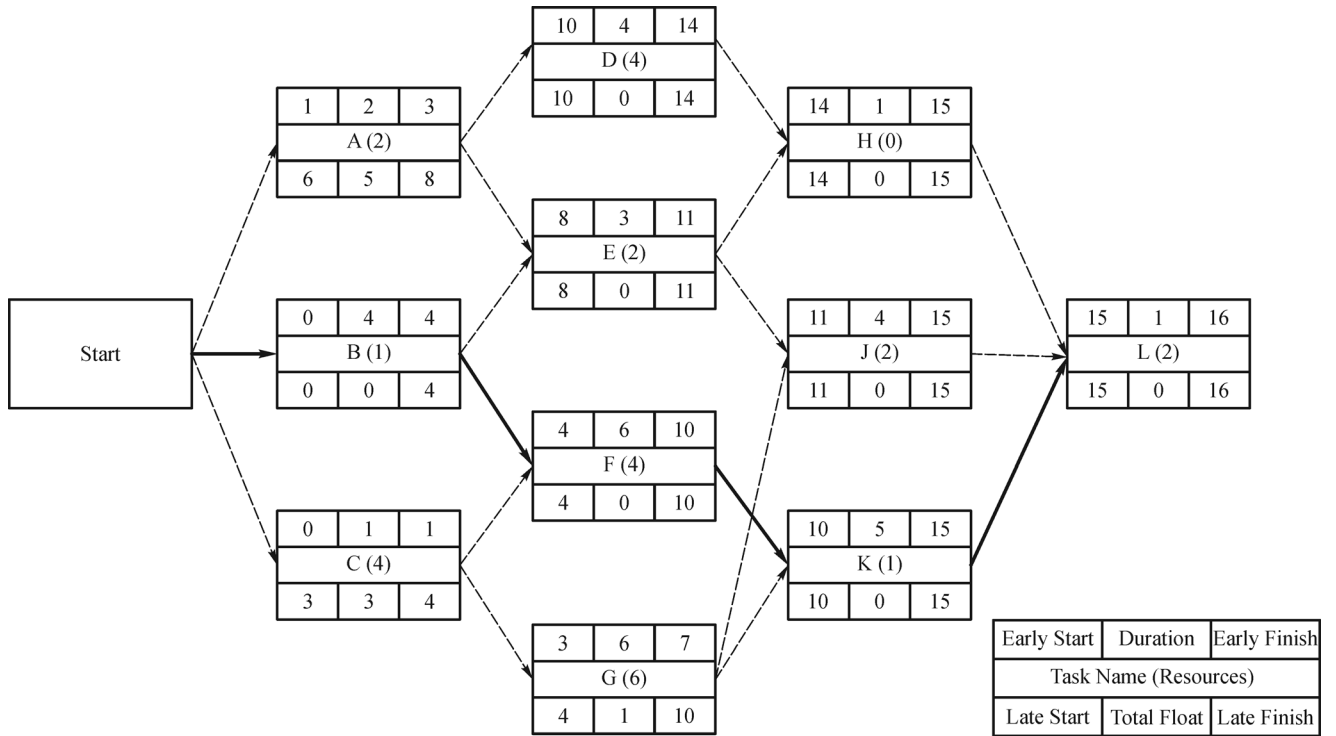 10 4 14
D (4)
10 0 14
1 2 3
A (2)
6 5 8
14 1 15
H (0)
14 0 15
8 3 11
E (2)
8 0 11
Start
0 4 4
B (1)
0 0 4
11 4 15
J (2)
11 0 15
15 1 16
L (2)
15 0 16
4 6 10
F (4)
4 0 10
0 1 1
C (4)
3 3 4
10 5 15
K (1)
10 0 15
3 6 7
G (6)
4 1 10
Early Start Duration Early Finish
Task Name (Resources)
Late Start Total Float Late Finish